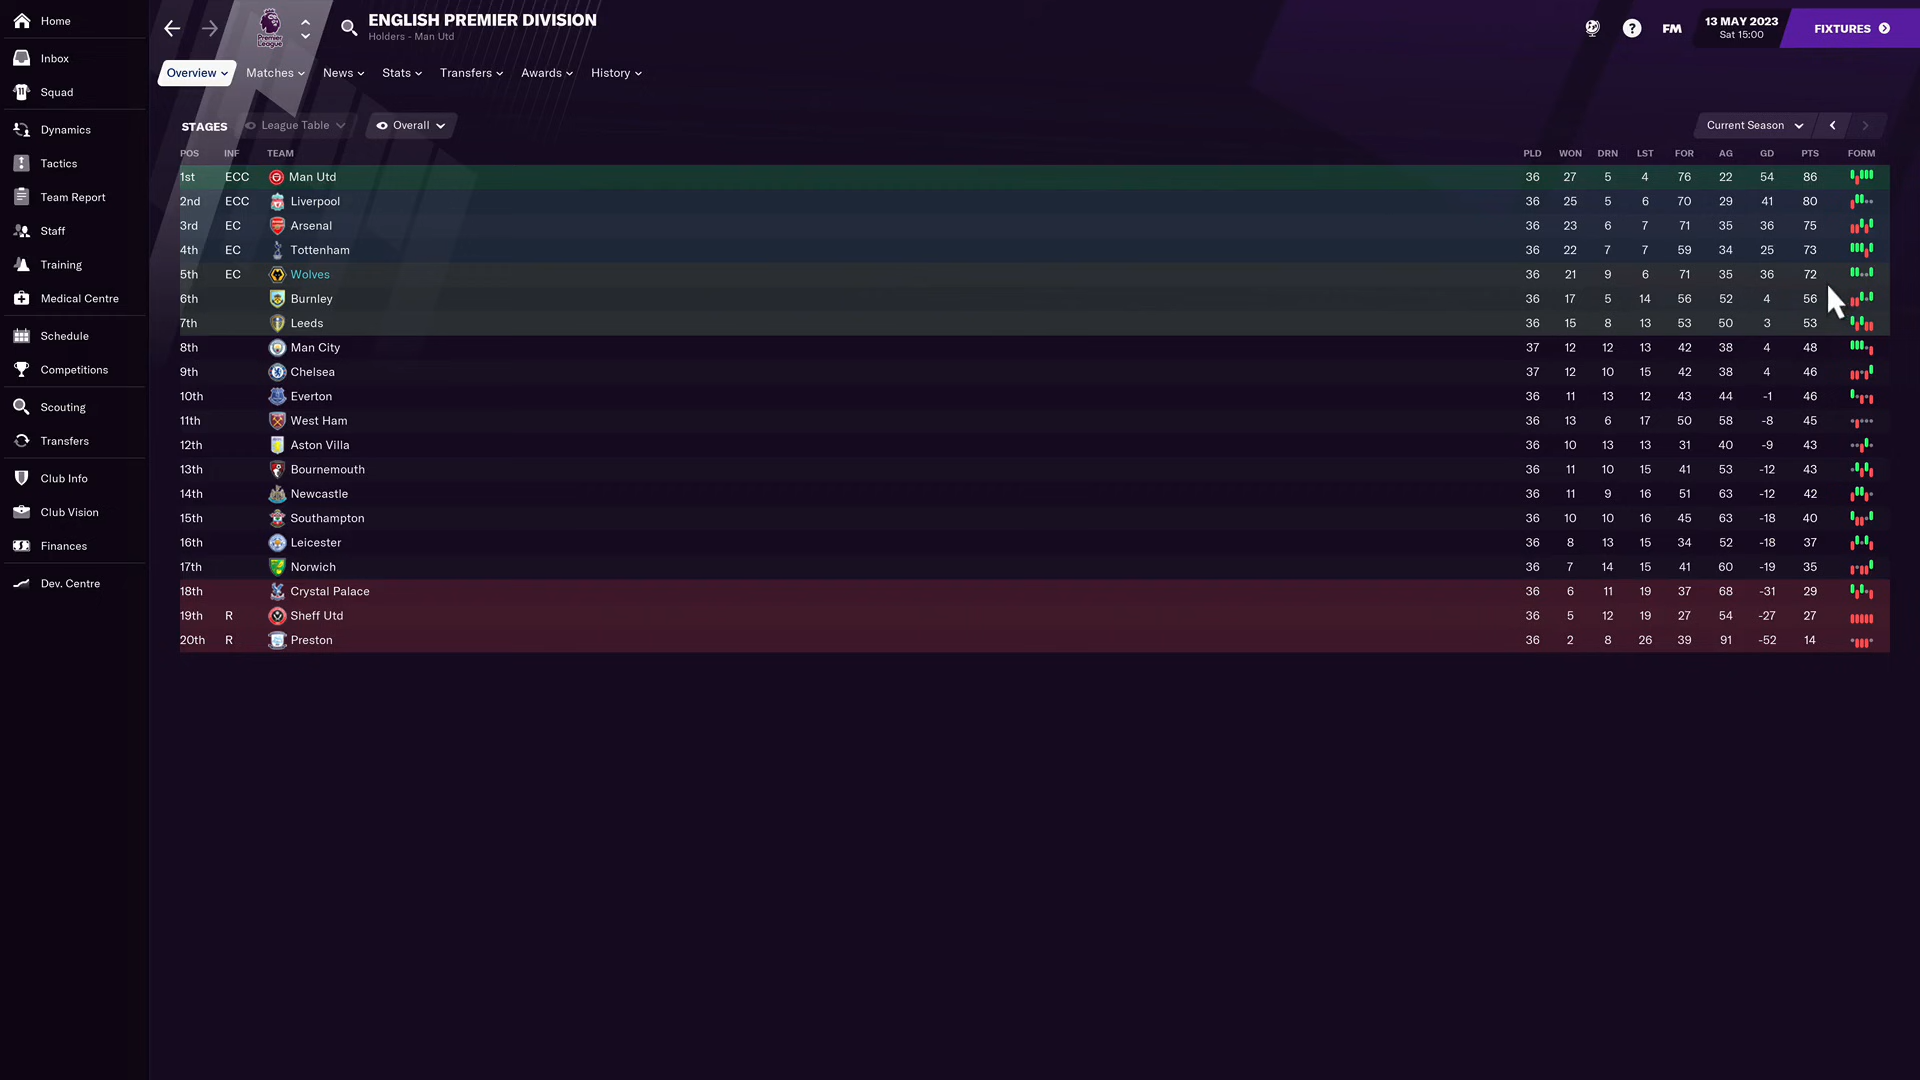 Home
Inbox
Squad
Dynamics
Tactics
Team Report
Staff
Training
Medical Centre
Schedule
Competitions
Scouting
Transfers
Club Info
Club Vision
Finances
Dev. Centre
Premier League
ENGLISH PREMIER DIVISION
Holders - Man Utd
FM
13 MAY 2023
Sat 15:00
FIXTURES
Overview Matches News Stats Transfers Awards History
STAGES League Table Overall Current Season
POS INF TEAM PLD WON DRN LST FOR AG GD PTS FORM
1st ECC Man Utd 36 27 5 4 76 22 54 86
2nd ECC Liverpool 36 25 5 6 70 29 41 80
3rd EC Arsenal 36 23 6 7 71 35 36 75
4th EC Tottenham 36 22 7 7 59 34 25 73
5th EC Wolves 36 21 9 6 71 35 36 72
6th Burnley 36 17 5 14 56 52 4 56
7th Leeds 36 15 8 13 53 50 3 53
8th Man City 37 12 12 13 42 38 4 48
9th Chelsea 37 12 10 15 42 38 4 46
10th Everton 36 11 13 12 43 44 -1 46
11th West Ham 36 13 6 17 50 58 -8 45
12th Aston Villa 36 10 13 13 31 40 -9 43
13th Bournemouth 36 11 10 15 41 53 -12 43
14th Newcastle 36 11 9 16 51 63 -12 42
15th Southampton 36 10 10 16 45 63 -18 40
16th Leicester 36 8 13 15 34 52 -18 37
17th Norwich 36 7 14 15 41 60 -19 35
18th Crystal Palace 36 6 11 19 37 68 -31 29
19th R Sheff Utd 36 5 12 19 27 54 -27 27
20th R Preston 36 2 8 26 39 91 -52 14